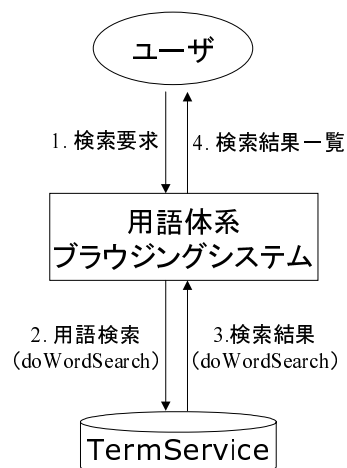 ユーザ
1. 検索要求
4. 検索結果一覧
用語体系
ブラウジングシステム
2. 用語検索
（doWordSearch）
3.検索結果
（doWordSearch）
TermService